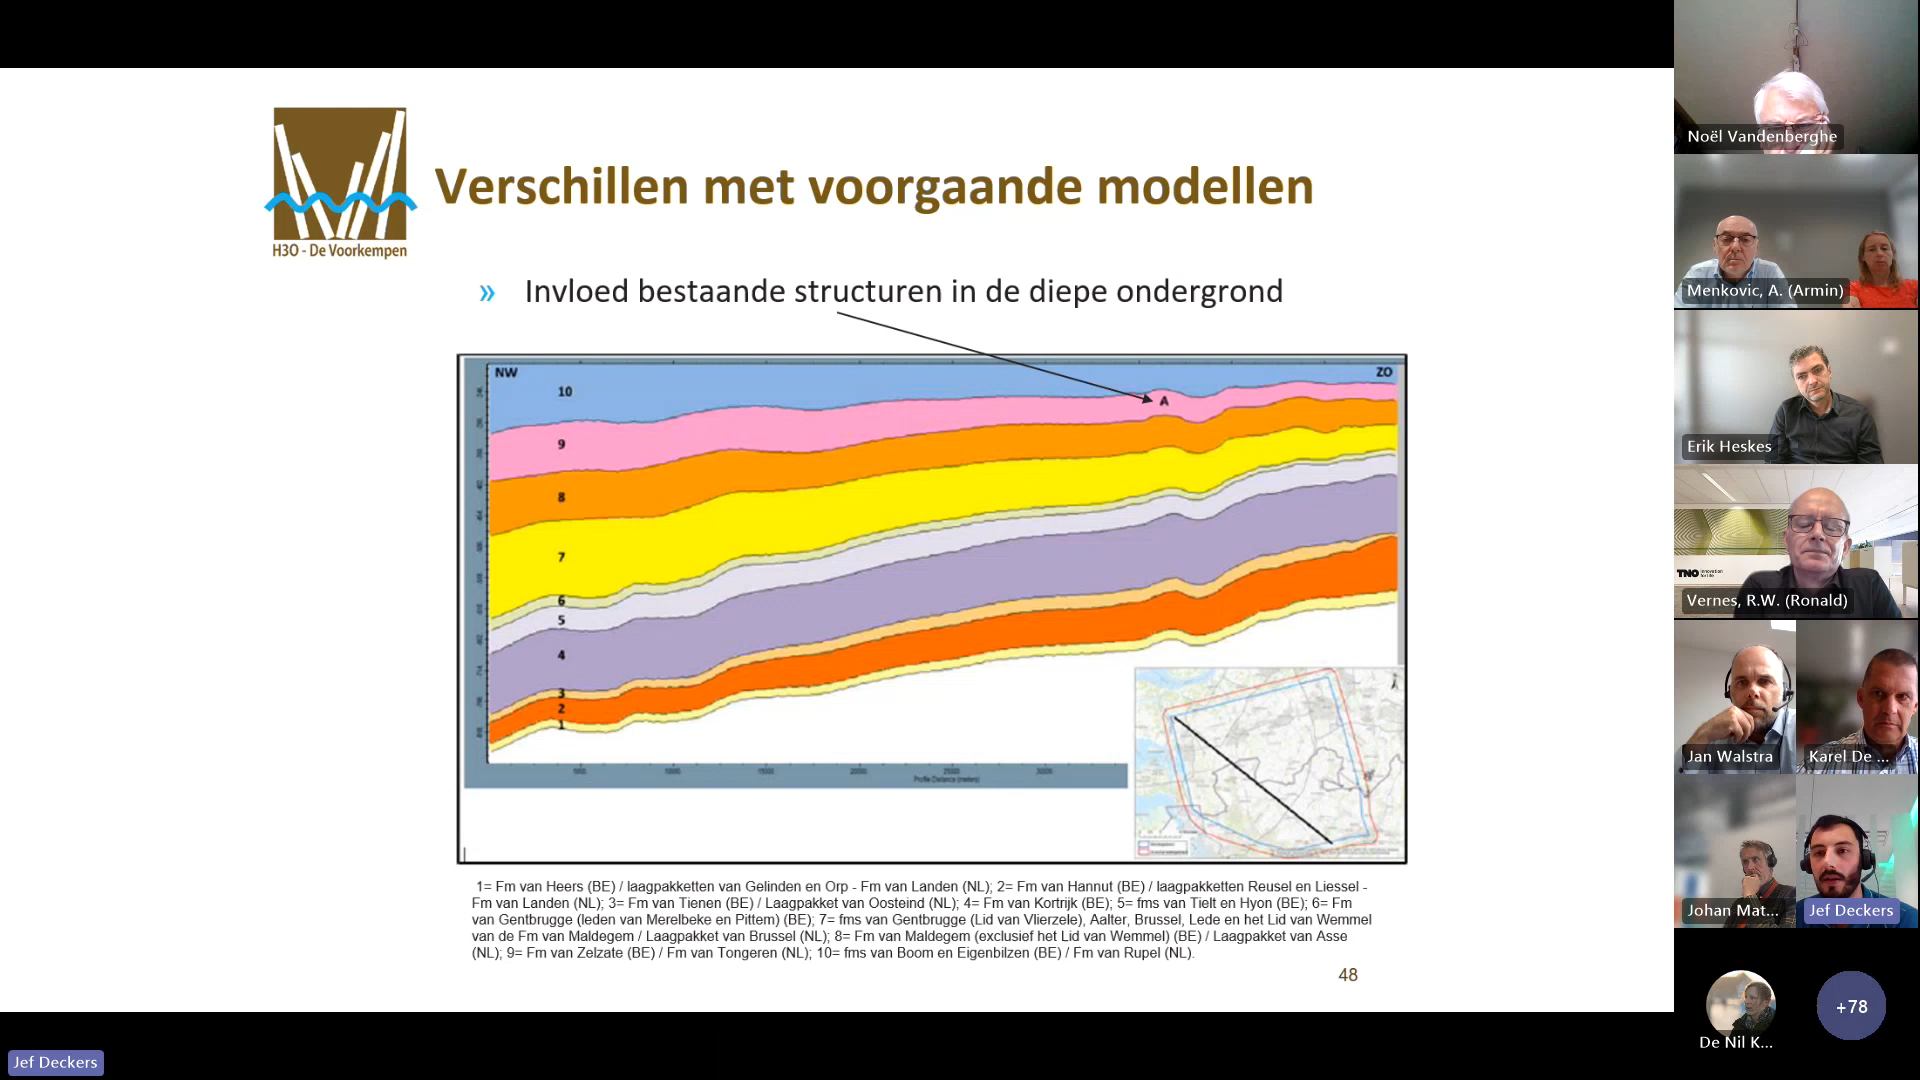 H3O - De Voorkempen
Verschillen met voorgaande modellen
» Invloed bestaande structuren in de diepe ondergrond
NW
ZO
10
A
9
8
7
6
5
4
3
2
1
Profile Distance (meters)
1= Fm van Heers (BE) / laagpakketten van Gelinden en Orp - Fm van Landen (NL); 2= Fm van Hannut (BE) / laagpakketten Reusel en Liessel -
Fm van Landen (NL); 3= Fm van Tienen (BE) / Laagpakket van Oosteind (NL); 4= Fm van Kortrijk (BE); 5= fms van Tielt en Hyon (BE); 6= Fm
van Gentbrugge (leden van Merelbeke en Pittem) (BE); 7= fms van Gentbrugge (Lid van Vlierzele), Aalter, Brussel, Lede en het Lid van Wemmel
van de Fm van Maldegem / Laagpakket van Brussel (NL); 8= Fm van Maldegem (exclusief het Lid van Wemmel) (BE) / Laagpakket van Asse
(NL); 9= Fm van Zelzate (BE) / Fm van Tongeren (NL); 10= fms van Boom en Eigenbilzen (BE) / Fm van Rupel (NL).
48
Jef Deckers
Noël Vandenberghe
Menkovic, A. (Armin)
Erik Heskes
TNO innovation for life
Vernes, R.W. (Ronald)
Jan Walstra
Karel De ...
Johan Mat...
Jef Deckers
De Nil K...
+78